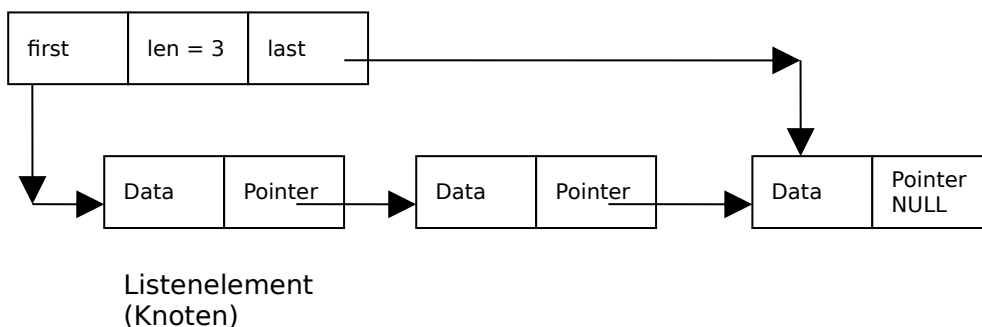 first
len = 3
last
Data
Pointer
Data
Pointer
Data
Pointer
NULL
Listenelement
(Knoten)